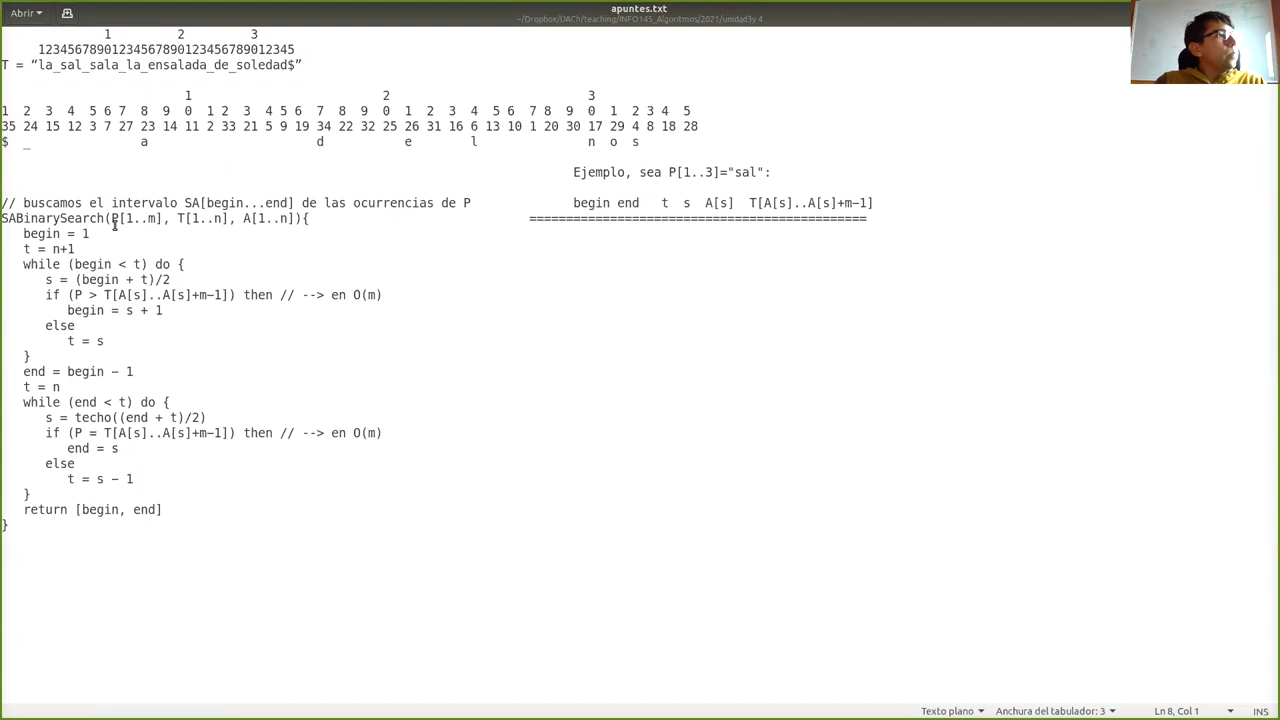 Abrir
apuntes.txt
~/Dropbox/UACh/teaching/INFO145_Algoritmos/2021/unidad3y4
1 2 3
12345678901234567890123456789012345
T = “la_sal_sala_la_ensalada_de_soledad$”
1 2 3
1 2 3 4 5 6 7 8 9 0 1 2 3 4 5 6 7 8 9 0 1 2 3 4 5 6 7 8 9 0 1 2 3 4 5
35 24 15 12 3 7 27 23 14 11 2 33 21 5 9 19 34 22 32 25 26 31 16 6 13 10 1 20 30 17 29 4 8 18 28
$ _ a d e l n o s
Ejemplo, sea P[1..3]="sal":
// buscamos el intervalo SA[begin...end] de las ocurrencias de P begin end t s A[s] T[A[s]..A[s]+m-1]
SABinarySearch(P[1..m], T[1..n], A[1..n]){ ==============================================
begin = 1
t = n+1
while (begin < t) do {
s = (begin + t)/2
if (P > T[A[s]..A[s]+m-1]) then // --> en O(m)
begin = s + 1
else
t = s
}
end = begin - 1
t = n
while (end < t) do {
s = techo((end + t)/2)
if (P = T[A[s]..A[s]+m-1]) then // --> en O(m)
end = s
else
t = s - 1
}
return [begin, end]
}
Texto plano Anchura del tabulador: 3 Ln 8, Col 1 INS